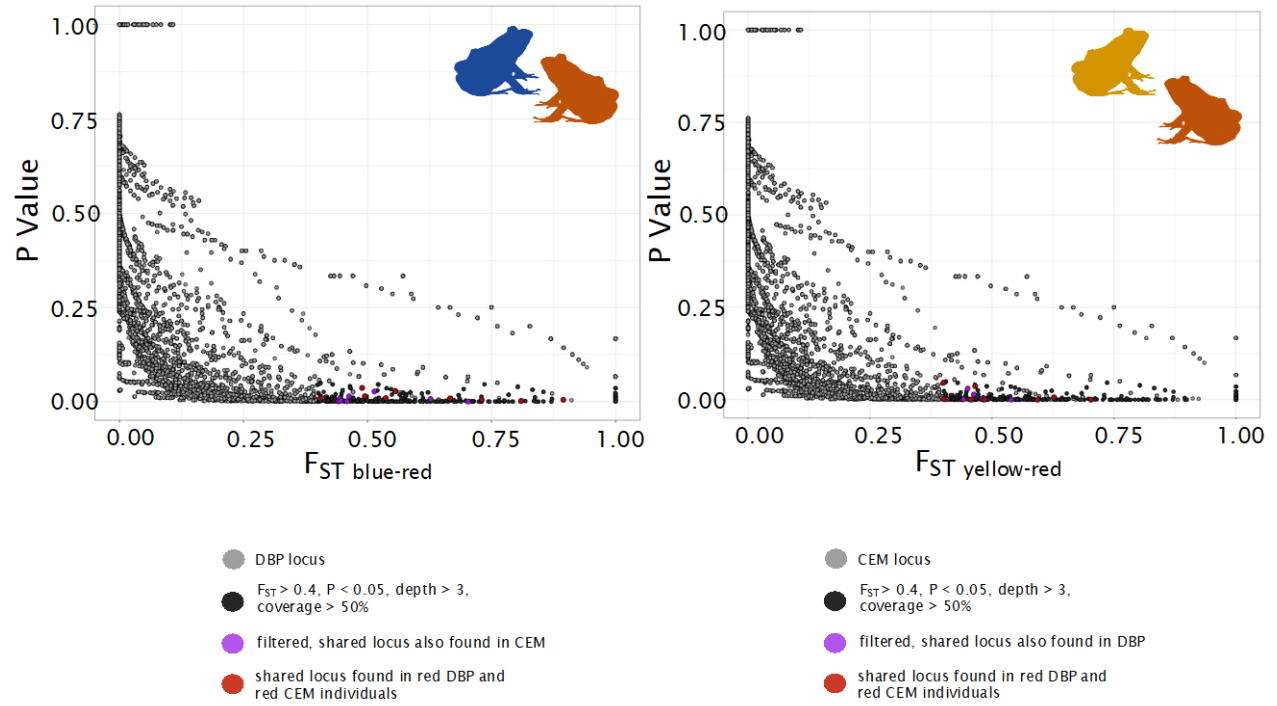 1.00
0.75
0.50
0.25
0.00
P Value
0.00 0.25 0.50 0.75 1.00
FST blue-red
1.00
0.75
0.50
0.25
0.00
P Value
0.00 0.25 0.50 0.75 1.00
FST yellow-red
DBP locus
FST > 0.4, P < 0.05, depth > 3,
coverage > 50%
filtered, shared locus also found in CEM
shared locus found in red DBP and
red CEM individuals
CEM locus
FST > 0.4, P < 0.05, depth > 3,
coverage > 50%
filtered, shared locus also found in DBP
shared locus found in red DBP and
red CEM individuals